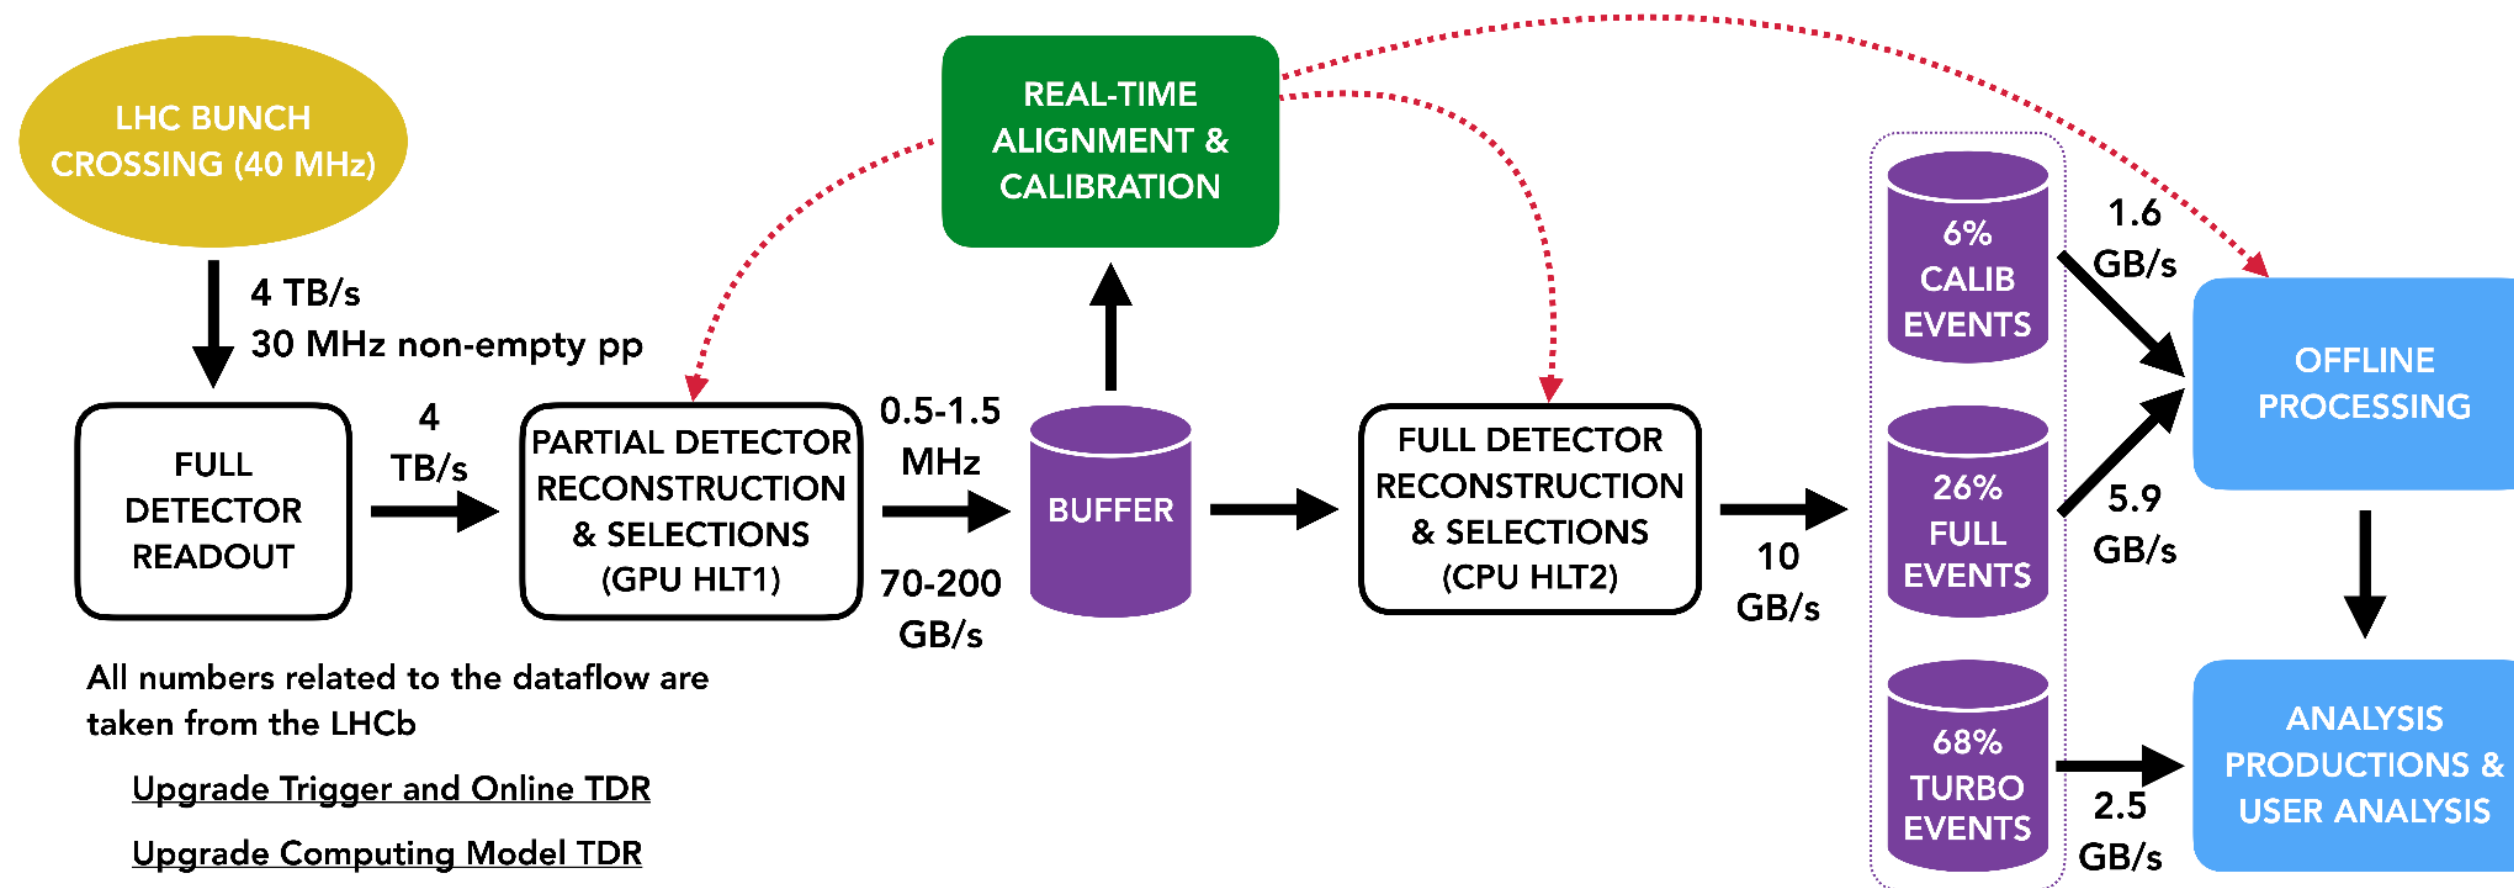 LHC BUNCH
CROSSING (40 MHz)
4 TB/s
30 MHz non-empty pp
FULL
DETECTOR
READOUT
4
TB/s
PARTIAL DETECTOR
RECONSTRUCTION
& SELECTIONS
(GPU HLT1)
0.5-1.5
MHz
70-200
GB/s
BUFFER
REAL-TIME
ALIGNMENT &
CALIBRATION
FULL DETECTOR
RECONSTRUCTION
& SELECTIONS
(CPU HLT2)
10
GB/s
6%
CALIB
EVENTS
1.6
GB/s
26%
FULL
EVENTS
5.9
GB/s
68%
TURBO
EVENTS
2.5
GB/s
OFFLINE
PROCESSING
ANALYSIS
PRODUCTIONS &
USER ANALYSIS
All numbers related to the dataflow are
taken from the LHCb
Upgrade Trigger and Online TDR
Upgrade Computing Model TDR